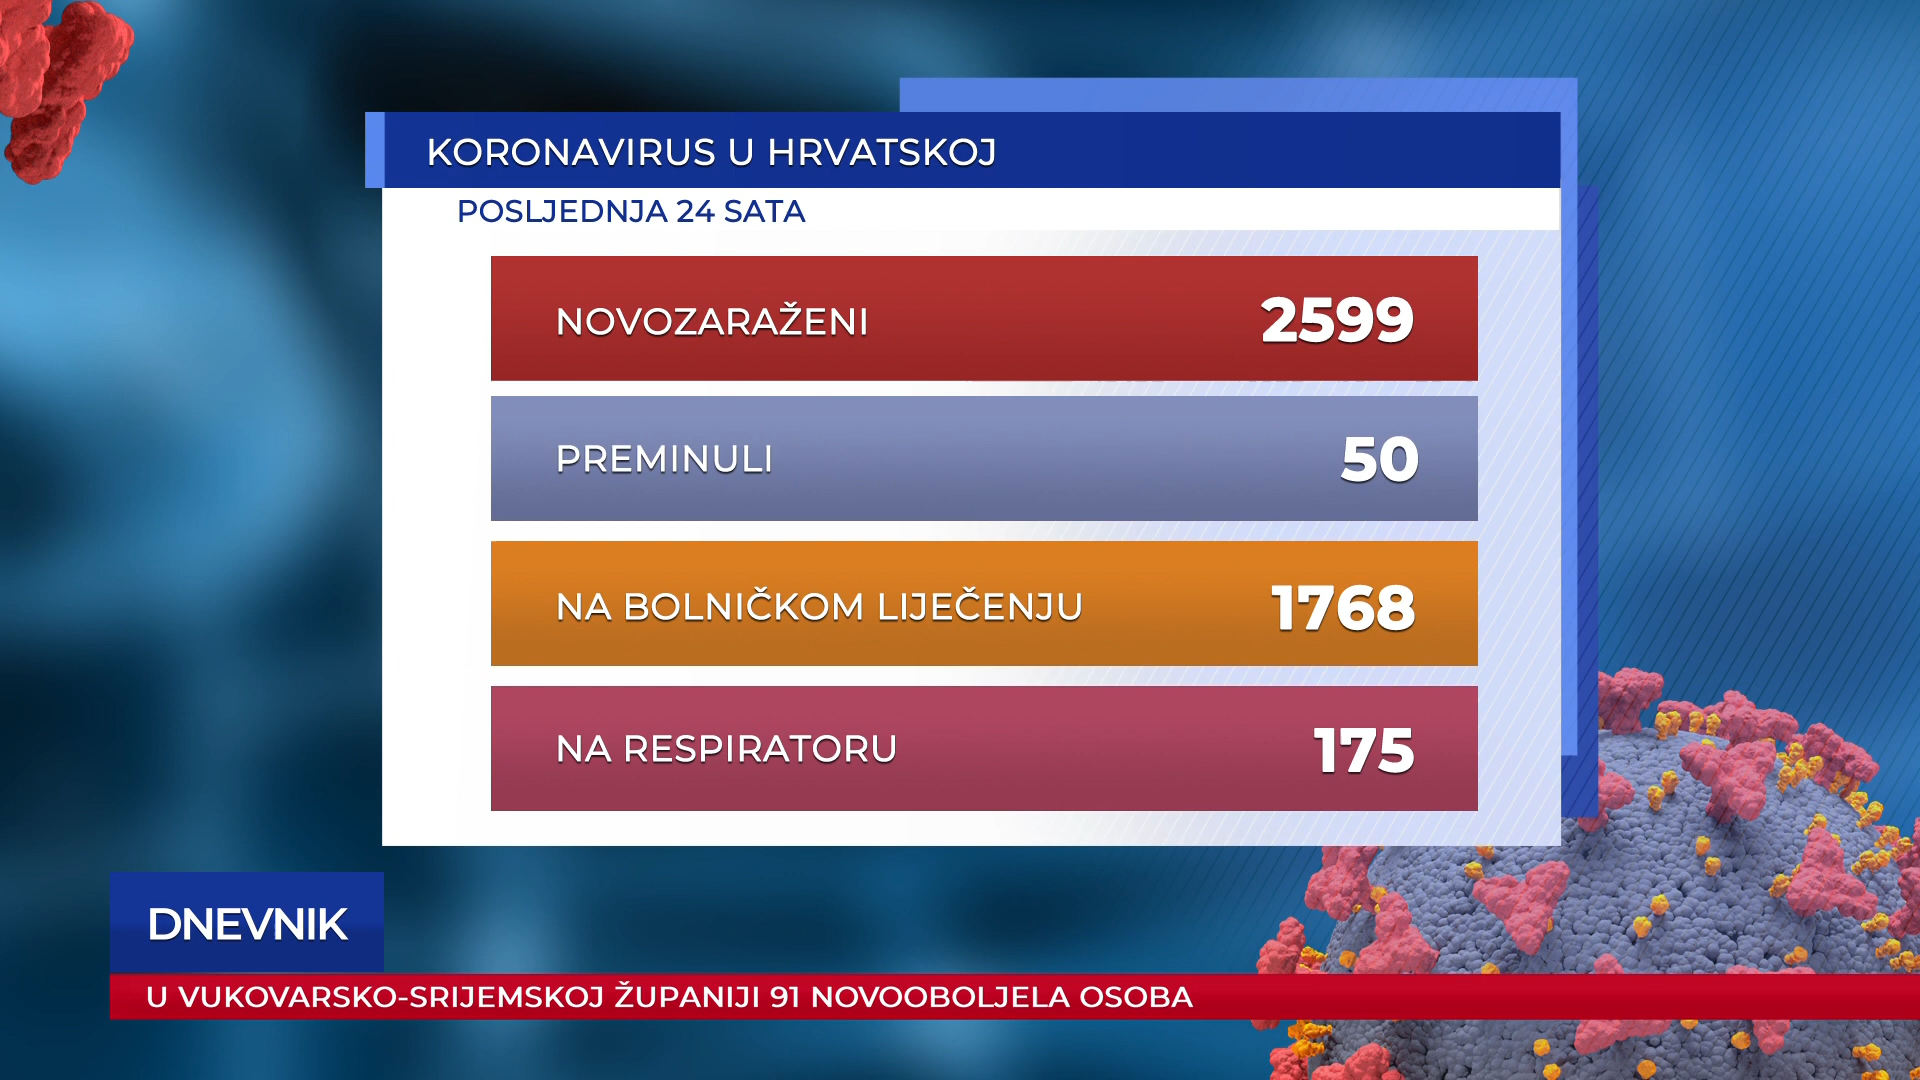 KORONAVIRUS U HRVATSKOJ
POSLJEDNJA 24 SATA
NOVOZARAŽENI 2599
PREMINULI 50
NA BOLNIČKOM LIJEČENJU 1768
NA RESPIRATORU 175
DNEVNIK
U VUKOVARSKO-SRIJEMSKOJ ŽUPANIJI 91 NOVOOBOLJELA OSOBA